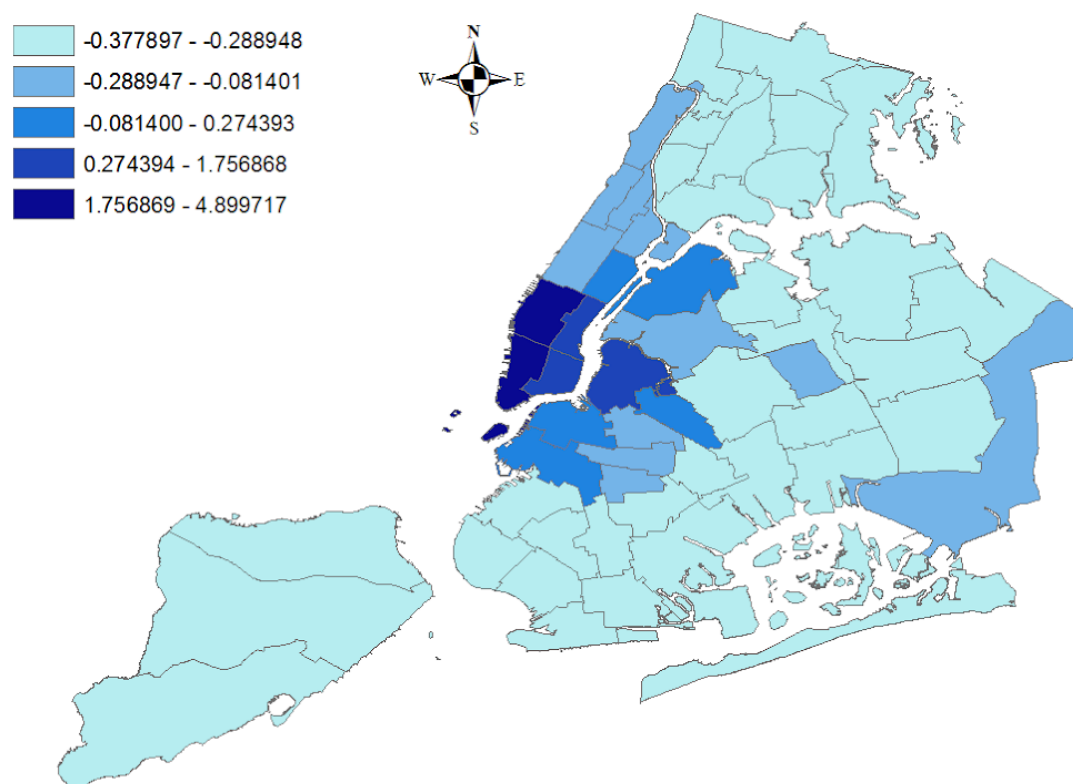 -0.377897 - -0.288948
-0.288947 - -0.081401
-0.081400 - 0.274393
0.274394 - 1.756868
1.756869 - 4.899717
N
W E
S